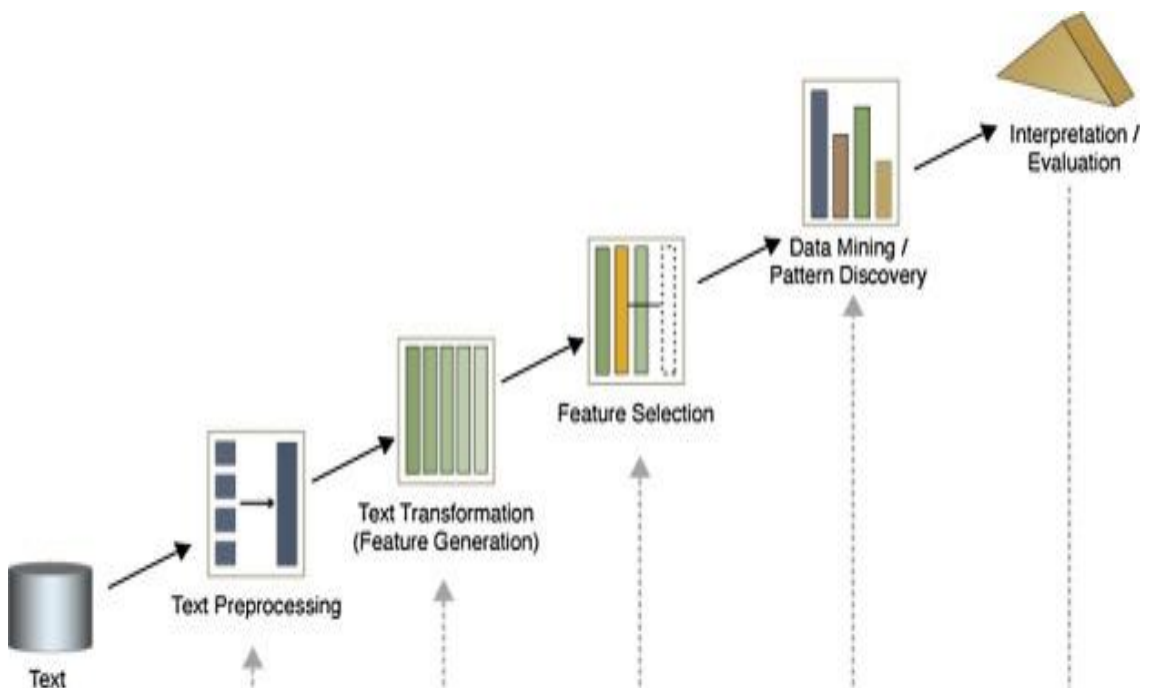 Text
Text Preprocessing
Text Transformation
(Feature Generation)
Feature Selection
Data Mining /
Pattern Discovery
Interpretation /
Evaluation